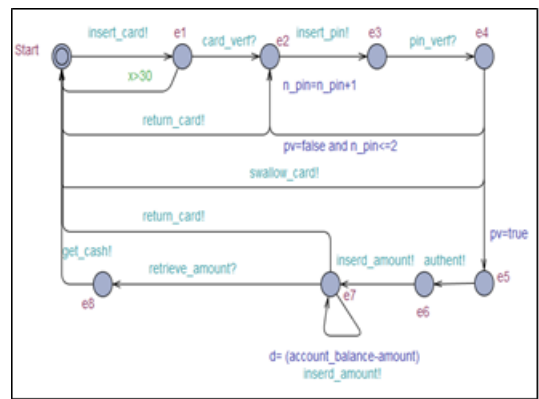 insert_card!
e1
card_verf?
e2
insert_pin!
e3
pin_verf?
e4
Start
x>30
n_pin=n_pin+1
return_card!
pv=false and n_pin<=2
swallow_card!
return_card!
pv=true
get_cash!
retrieve_amount?
inserd_amount!
authent!
e5
e8
e7
e6
d= (account_balance-amount)
inserd_amount!